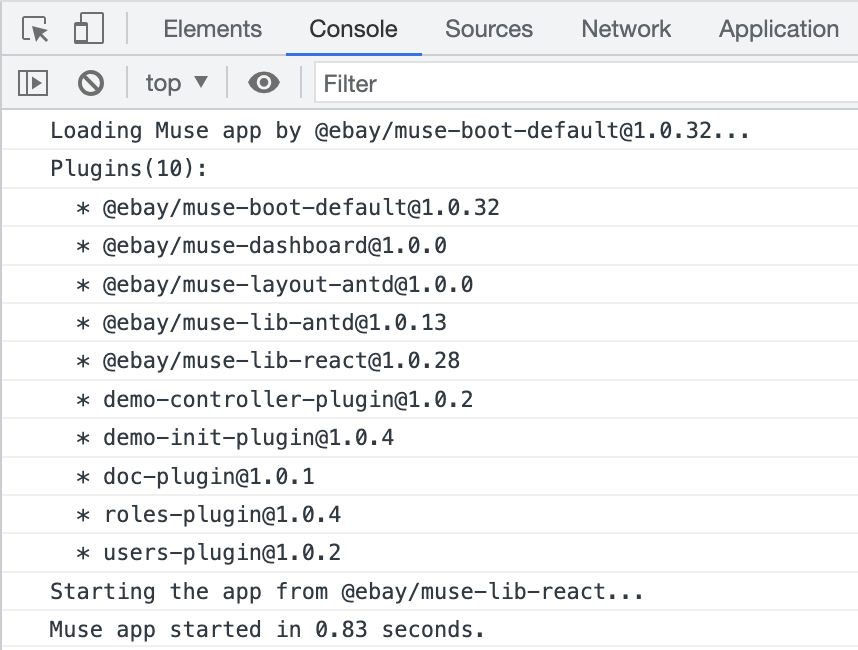 Elements Console Sources Network Application
top ▼ Filter
Loading Muse app by @ebay/muse-boot-default@1.0.32...
Plugins(10):
* @ebay/muse-boot-default@1.0.32
* @ebay/muse-dashboard@1.0.0
* @ebay/muse-layout-antd@1.0.0
* @ebay/muse-lib-antd@1.0.13
* @ebay/muse-lib-react@1.0.28
* demo-controller-plugin@1.0.2
* demo-init-plugin@1.0.4
* doc-plugin@1.0.1
* roles-plugin@1.0.4
* users-plugin@1.0.2
Starting the app from @ebay/muse-lib-react...
Muse app started in 0.83 seconds.